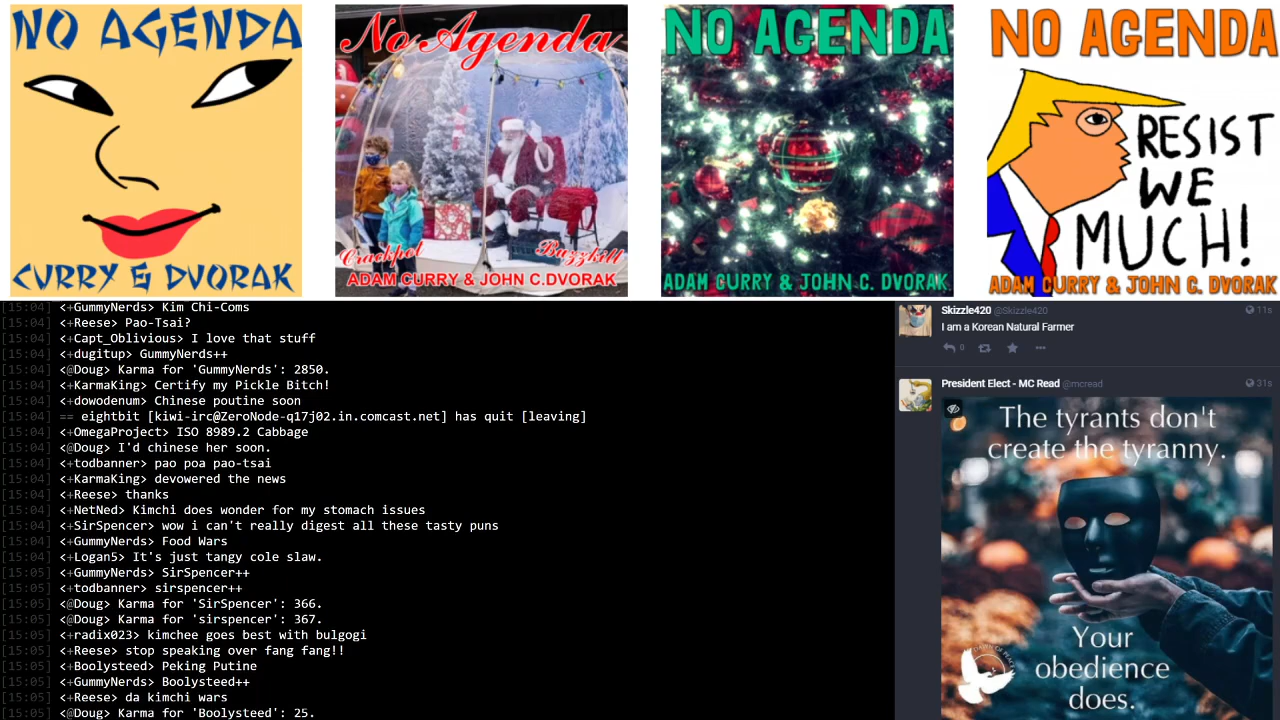 NO AGENDA
CURRY & DVORAK
No Agenda
Crackpot
Buzzkill
ADAM CURRY & JOHN C.DVORAK
NO AGENDA
ADAM CURRY & JOHN C. DVORAK
NO AGENDA
RESIST
WE
MUCH!
ADAM CURRY & JOHN C. DVORAK
[15:04] <+GummyNerds> Kim Chi-Coms
[15:04] <+Reese> Pao-Tsai?
[15:04] <+Capt_Oblivious> I love that stuff
[15:04] <+dugitup> GummyNerds++
[15:04] <@Doug> Karma for 'GummyNerds': 2850.
[15:04] <+KarmaKing> Certify my Pickle Bitch!
[15:04] <+dowodenum> Chinese poutine soon
[15:04] == eightbit [kiwi-irc@ZeroNode-q17j02.in.comcast.net] has quit [leaving]
[15:04] <+OmegaProject> ISO 8989.2 Cabbage
[15:04] <@Doug> I'd chinese her soon.
[15:04] <+todbanner> pao poa pao-tsai
[15:04] <+KarmaKing> devowered the news
[15:04] <+Reese> thanks
[15:04] <+NetNed> Kimchi does wonder for my stomach issues
[15:04] <+SirSpencer> wow i can't really digest all these tasty puns
[15:04] <+GummyNerds> Food Wars
[15:04] <+Logan5> It's just tangy cole slaw.
[15:05] <+GummyNerds> SirSpencer++
[15:05] <+todbanner> sirspencer++
[15:05] <@Doug> Karma for 'SirSpencer': 366.
[15:05] <@Doug> Karma for 'sirspencer': 367.
[15:05] <+radix023> kimchee goes best with bulgogi
[15:05] <+Reese> stop speaking over fang fang!!
[15:05] <+Boolysteed> Peking Putine
[15:05] <+GummyNerds> Boolysteed++
[15:05] <+Reese> da kimchi wars
[15:05] <@Doug> Karma for 'Boolysteed': 25.
Skizzle420 @Skizzle420 11s
I am a Korean Natural Farmer
0
President Elect - MC Read @mcread 31s
The tyrants don't
create the tyranny.
Your
obedience
does.
DAWN OF PEACE